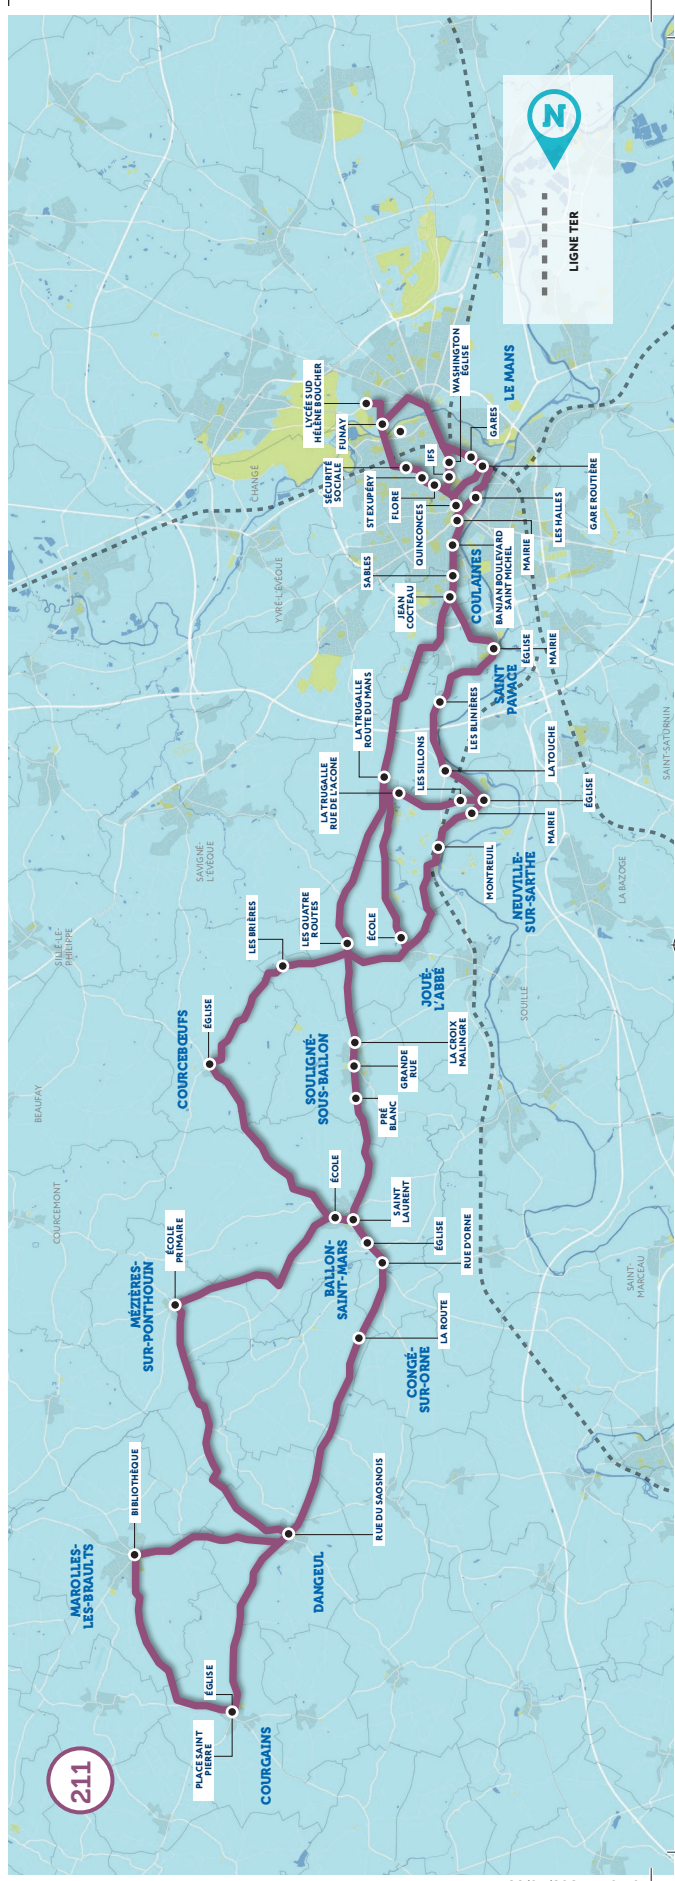 N
LIGNE TER
LE MANS
WASHINGTON
ÉGLISE
GARES
GARE ROUTIÈRE
LES HALLES
LYCÉE SUD
HÉLÈNE BOUCHER
FUNAY
SÉCURITÉ
SOCIALE
ST EXUPÉRY
FLORE
IFS
QUINCONCES
MAIRIE
BANJAN BOULEVARD
SAINT MICHEL
SABLES
JEAN
COCTEAU
COULAINES
CHANGÉ
YVRÉ-L'ÉVÊQUE
ÉGLISE
MAIRIE
SAINT
PAVACE
LES BLINIÈRES
LA TOUCHE
LA TRUGALLE
ROUTE DU MANS
LA TRUGALLE
RUE DE L'ACONE
LES SILLONS
ÉGLISE
MAIRIE
MONTREUIL
NEUVILLE-
SUR-SARTHE
SAINT-SATURNIN
LA BAZOGE
SAVIGNÉ-
L'ÉVÊQUE
SILLÉ-LE-
PHILIPPE
LES BRIÈRES
LES QUATRE
ROUTES
ÉCOLE
JOUÉ-
L'ABBÉ
SOUILLÉ
COURCEBŒUFS
ÉGLISE
SOULIGNÉ-
SOUS-BALLON
LA CROIX
MALINGRE
GRANDE
RUE
PRÉ
BLANC
BEAUFAY
COURCEMONT
ÉCOLE
SAINT
LAURENT
ÉGLISE
RUE D'ORNE
BALLON-
SAINT-MARS
ÉCOLE
PRIMAIRE
MÉZIÈRES-
SUR-PONTHOUIN
LA ROUTE
CONGÉ-
SUR-ORNE
SAINT-
MARCEAU
BIBLIOTHÈQUE
MAROLLES-
LES-BRAULTS
RUE DU SAOSNOIS
DANGEUL
ÉGLISE
PLACE SAINT
PIERRE
COURGAINS
211